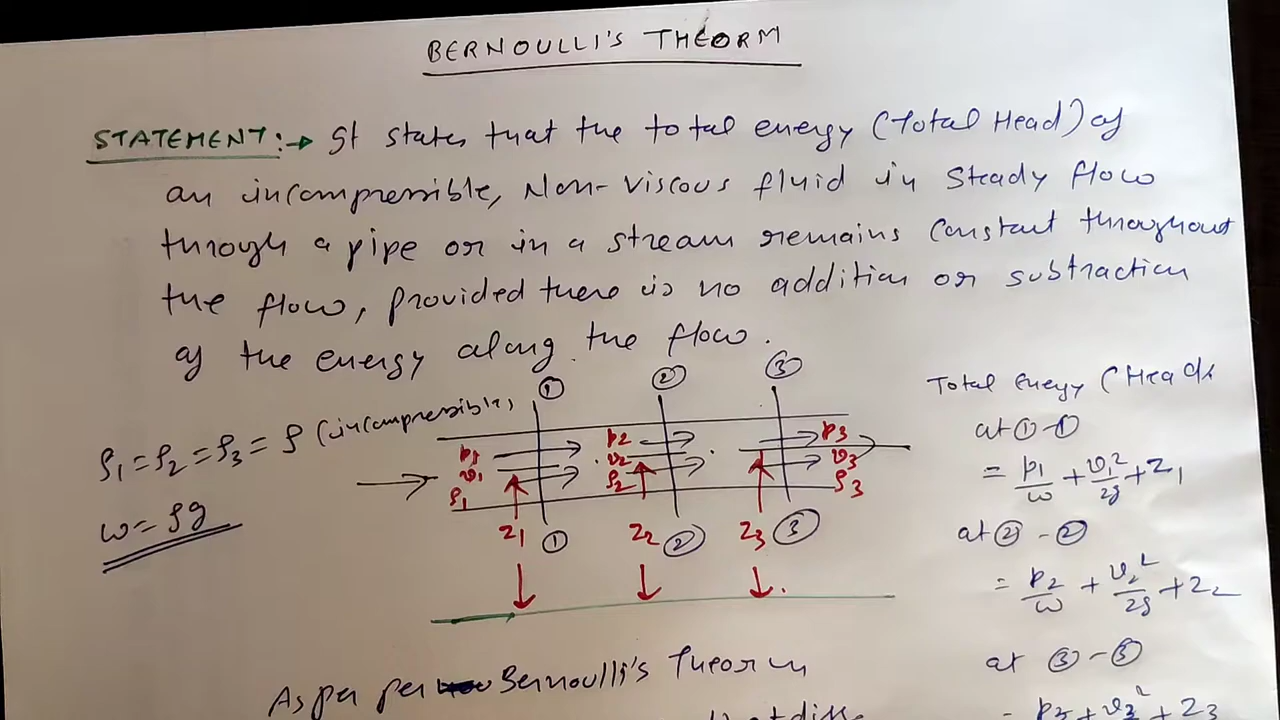 BERNOULLI'S THEORM
STATEMENT:→ It states that the total energy (Total Head) of
an incompressible, Non-Viscous fluid in Steady flow
through a pipe or in a stream remains constant throughout
the flow, provided there is no addition or subtraction
of the energy along the flow.
ρ1 = ρ2 = ρ3 = ρ (incompressible)
w = ρg
① ② ③
p1 p2 p3
v1 v2 v3
ρ1 ρ2 ρ3
z1 ① z2 ② z3 ③
Total Energy (Head)
at ①-①
= p1/w + v1²/2g + z1
at ②-②
= p2/w + v2²/2g + z2
at ③-③
= p3 + v3² + z3
As per per Bernoulli's Theorm